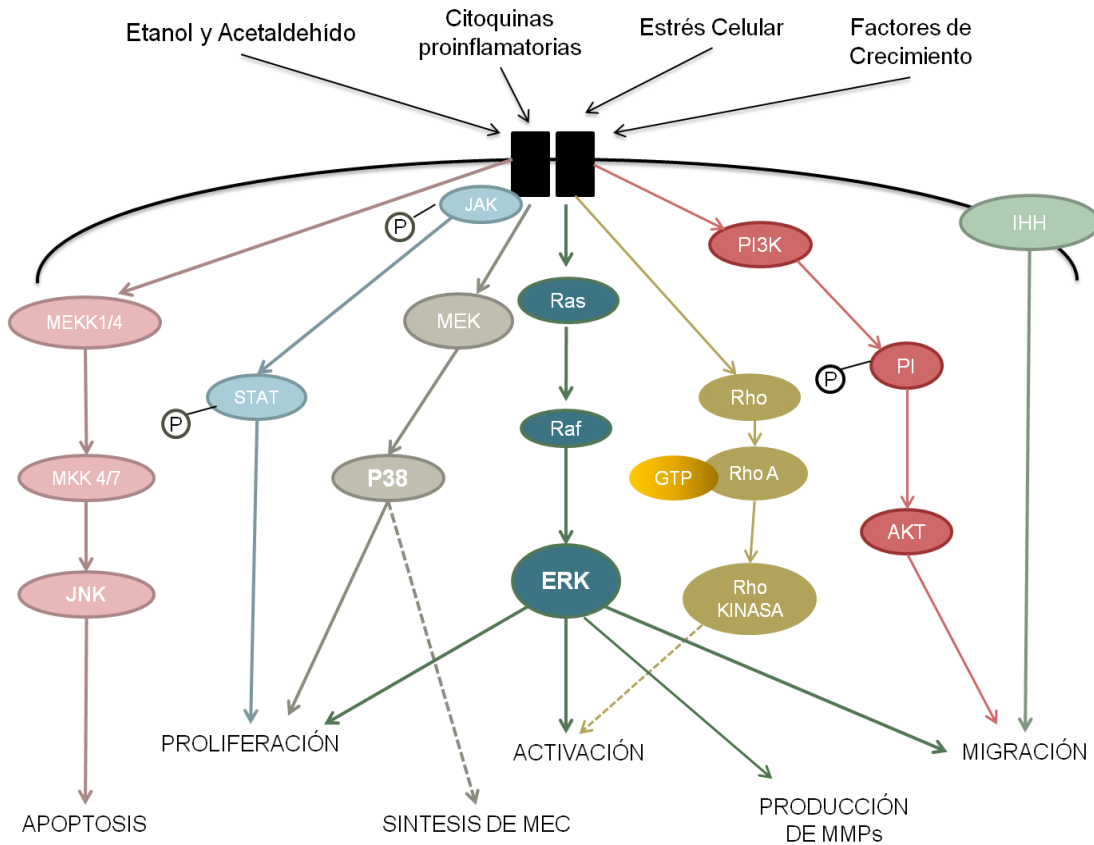 Etanol y Acetaldehído
Citoquinas
proinflamatorias
Estrés Celular
Factores de
Crecimiento
JAK
P
PI3K
IHH
MEKK1/4
MEK
Ras
STAT
P
Raf
Rho
PI
P
MKK 4/7
P38
GTP
Rho A
AKT
JNK
ERK
Rho
KINASA
PROLIFERACIÓN
ACTIVACIÓN
MIGRACIÓN
APOPTOSIS
SINTESIS DE MEC
PRODUCCIÓN
DE MMPs